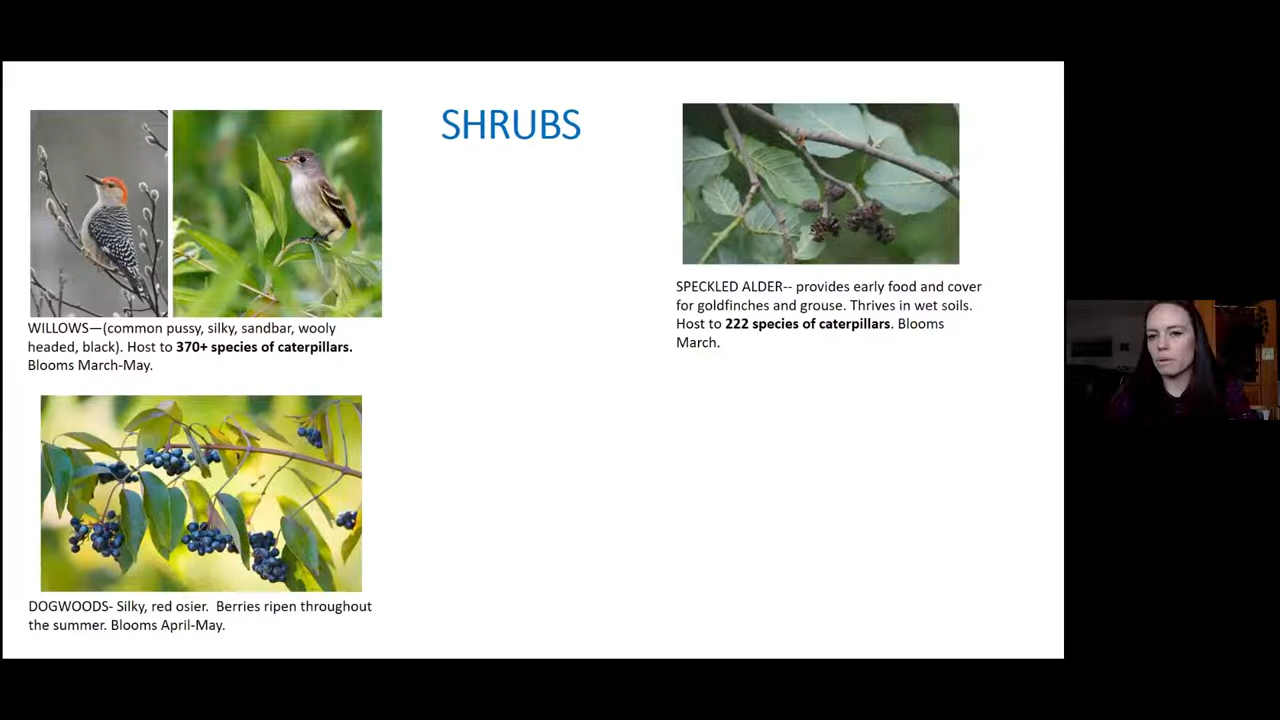 SHRUBS
WILLOWS—(common pussy, silky, sandbar, wooly
headed, black). Host to 370+ species of caterpillars.
Blooms March-May.
SPECKLED ALDER-- provides early food and cover
for goldfinches and grouse. Thrives in wet soils.
Host to 222 species of caterpillars. Blooms
March.
DOGWOODS- Silky, red osier.  Berries ripen throughout
the summer. Blooms April-May.